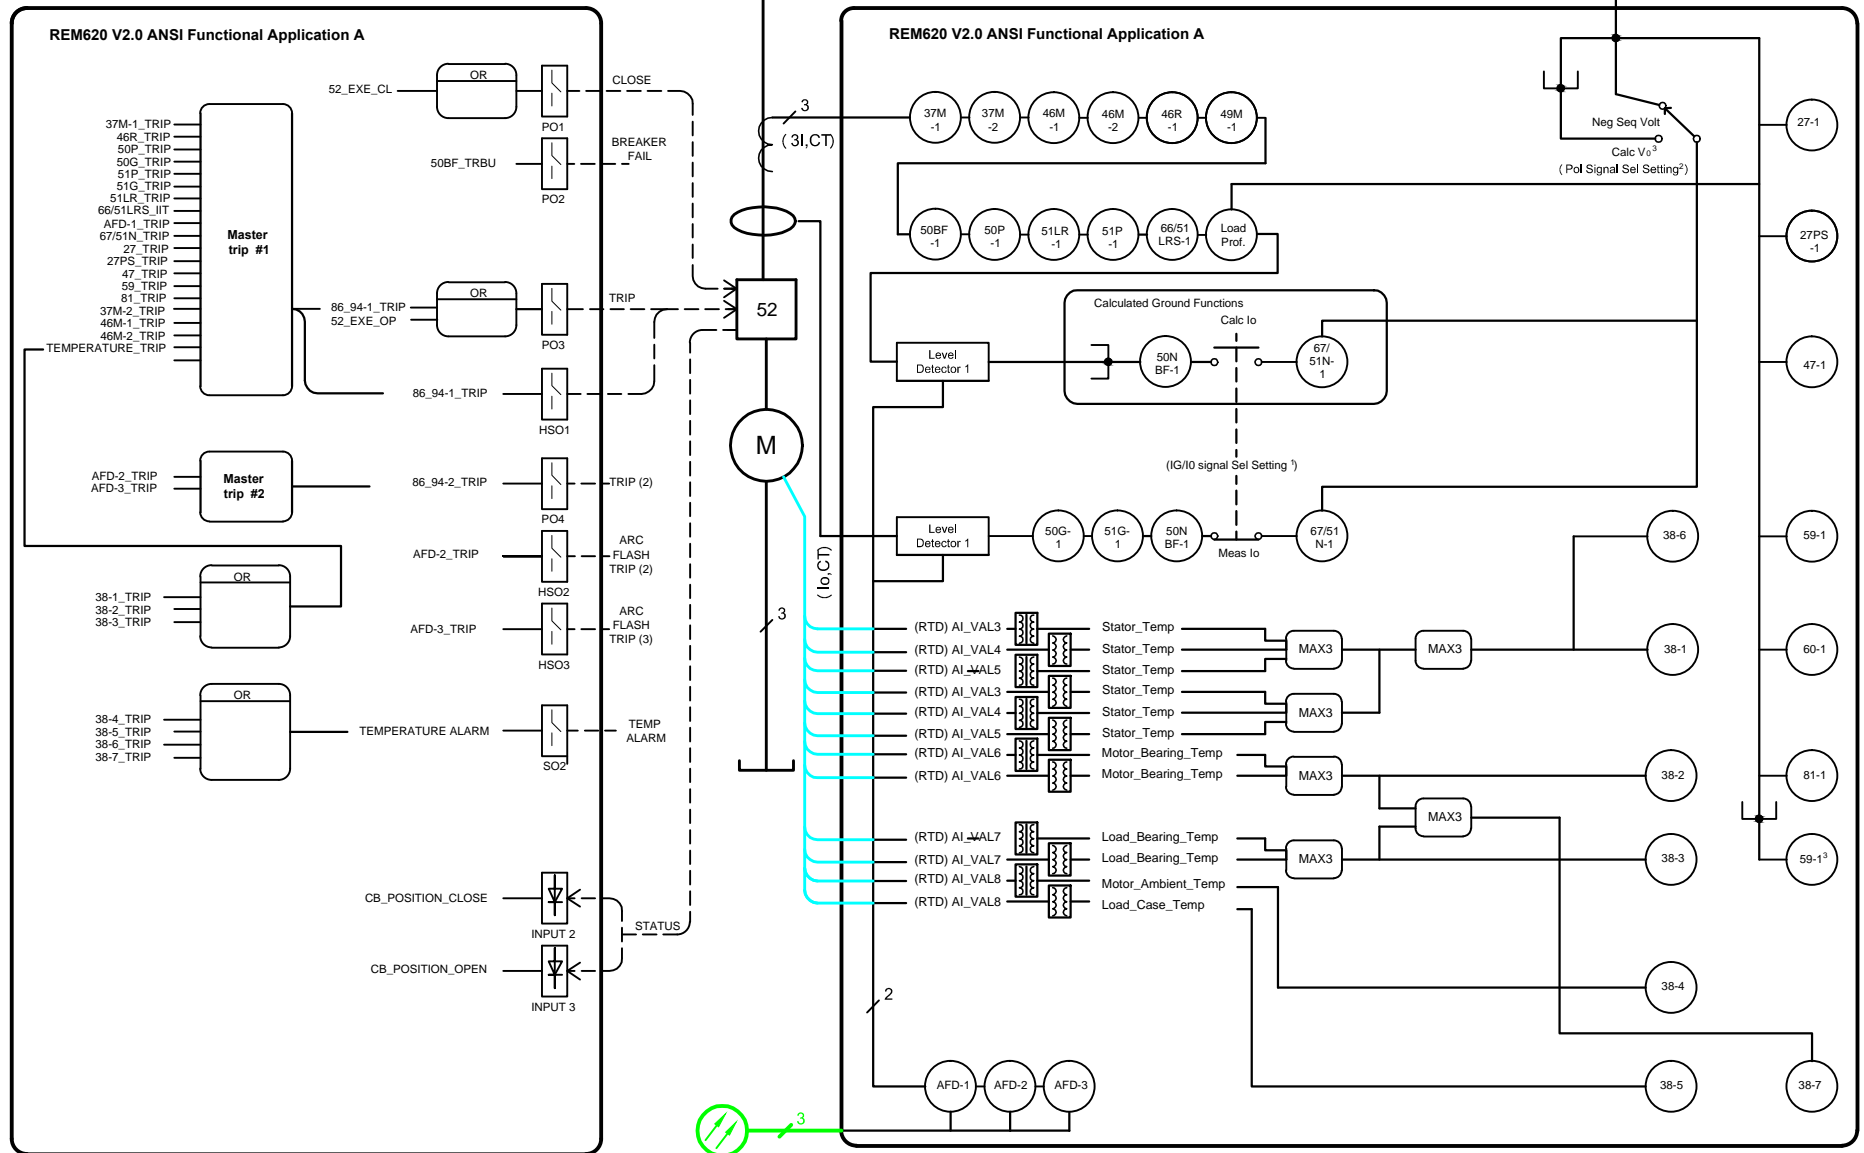 REM620 V2.0 ANSI Functional Application A
52_EXE_CL
OR
PO1
CLOSE
50BF_TRBU
PO2
BREAKER
FAIL
37M-1_TRIP
46R_TRIP
50P_TRIP
50G_TRIP
51P_TRIP
51G_TRIP
51LR_TRIP
66/51LRS_IIT
AFD-1_TRIP
67/51N_TRIP
27_TRIP
27PS_TRIP
47_TRIP
59_TRIP
81_TRIP
37M-2_TRIP
46M-1_TRIP
46M-2_TRIP
TEMPERATURE_TRIP
Master
trip #1
86_94-1_TRIP
52_EXE_OP
OR
PO3
TRIP
86_94-1_TRIP
HSO1
AFD-2_TRIP
AFD-3_TRIP
Master
trip #2
86_94-2_TRIP
PO4
TRIP (2)
AFD-2_TRIP
HSO2
ARC
FLASH
TRIP (2)
38-1_TRIP
38-2_TRIP
38-3_TRIP
OR
AFD-3_TRIP
HSO3
ARC
FLASH
TRIP (3)
38-4_TRIP
38-5_TRIP
38-6_TRIP
38-7_TRIP
OR
TEMPERATURE ALARM
SO2
TEMP
ALARM
CB_POSITION_CLOSE
INPUT 2
STATUS
CB_POSITION_OPEN
INPUT 3
3
( 3I,CT)
52
M
3
( Io,CT)
3
REM620 V2.0 ANSI Functional Application A
37M
-1
37M
-2
46M
-1
46M
-2
46R
-1
49M
-1
50BF
-1
50P
-1
51LR
-1
51P
-1
66/51
LRS-1
Load
Prof.
Neg Seq Volt
Calc V₀³
( Pol Signal Sel Setting²)
27-1
27PS
-1
47-1
Calculated Ground Functions
Calc Io
Level
Detector 1
50N
BF-1
67/
51N-
1
(IG/I0 signal Sel Setting ¹)
Level
Detector 1
50G-
1
51G-
1
50N
BF-1
Meas Io
67/51
N-1
38-6
59-1
(RTD) AI_VAL3
Stator_Temp
(RTD) AI_VAL4
Stator_Temp
(RTD) AI_VAL5
Stator_Temp
(RTD) AI_VAL3
Stator_Temp
(RTD) AI_VAL4
Stator_Temp
(RTD) AI_VAL5
Stator_Temp
(RTD) AI_VAL6
Motor_Bearing_Temp
(RTD) AI_VAL6
Motor_Bearing_Temp
MAX3
MAX3
38-1
60-1
MAX3
MAX3
38-2
81-1
MAX3
(RTD) AI_VAL7
Load_Bearing_Temp
(RTD) AI_VAL7
Load_Bearing_Temp
(RTD) AI_VAL8
Motor_Ambient_Temp
(RTD) AI_VAL8
Load_Case_Temp
MAX3
38-3
59-1³
38-4
2
AFD-1
AFD-2
AFD-3
38-5
38-7